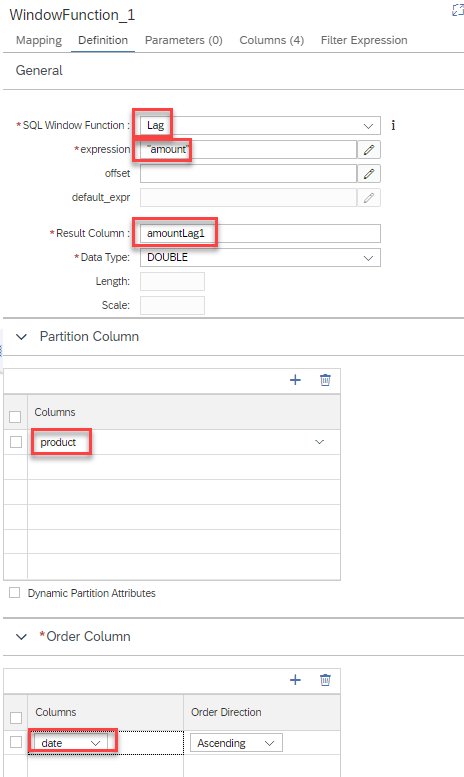 WindowFunction_1
Mapping Definition Parameters (0) Columns (4) Filter Expression
General
*SQL Window Function : Lag i
*expression "amount"
offset
default_expr
*Result Column : amountLag1
*Data Type: DOUBLE
Length:
Scale:
Partition Column
Columns
product
Dynamic Partition Attributes
*Order Column
Columns Order Direction
date Ascending